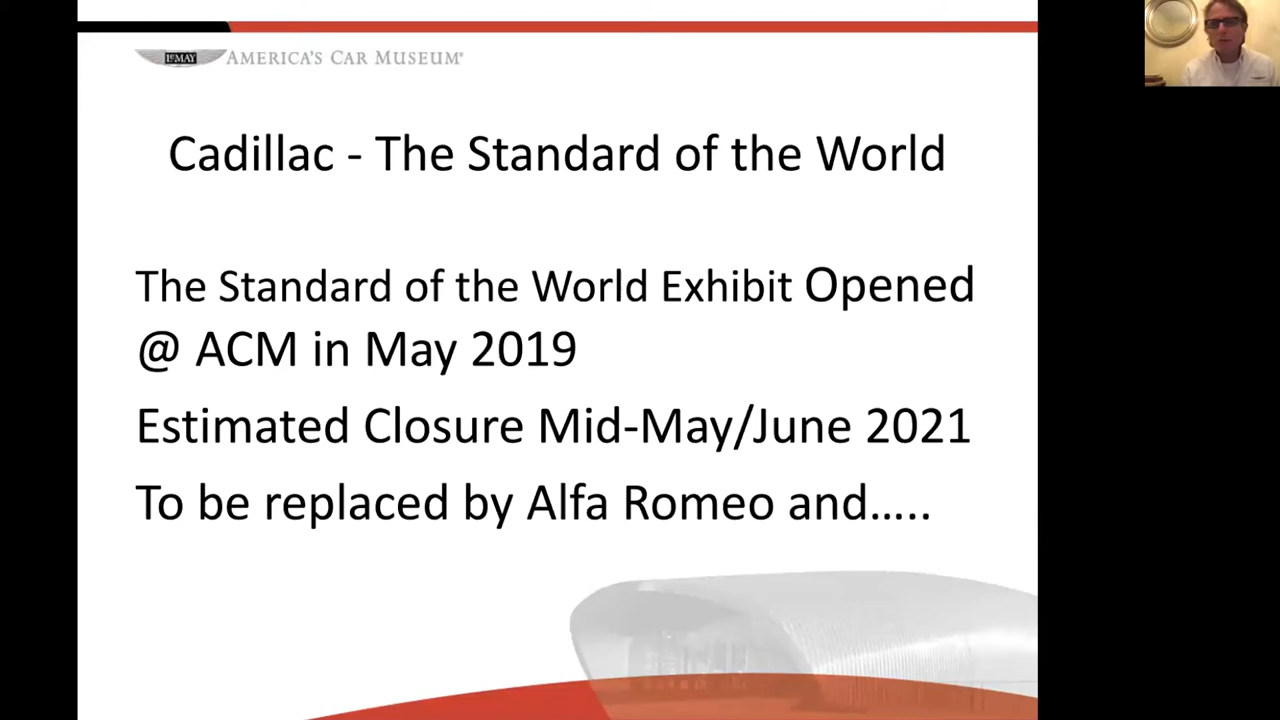 LEMAY AMERICA'S CAR MUSEUM®
Cadillac - The Standard of the World
The Standard of the World Exhibit Opened
@ ACM in May 2019
Estimated Closure Mid-May/June 2021
To be replaced by Alfa Romeo and.....